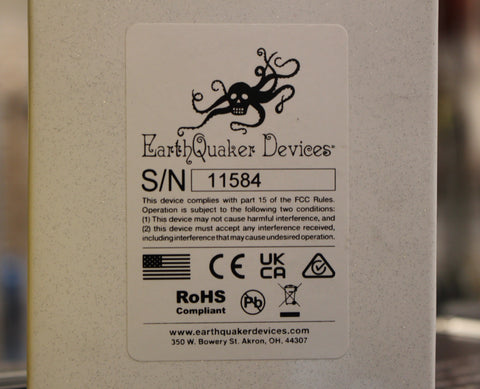 EarthQuaker Devices
S/N 11584
This device complies with part 15 of the FCC Rules.
Operation is subject to the following two conditions:
(1) This device may not cause harmful interference, and
(2) this device must accept any interference received,
including interference that may cause undesired operation.
CE UK
CA
RoHS
Compliant
Pb
www.earthquakerdevices.com
350 W. Bowery St. Akron, OH, 44307